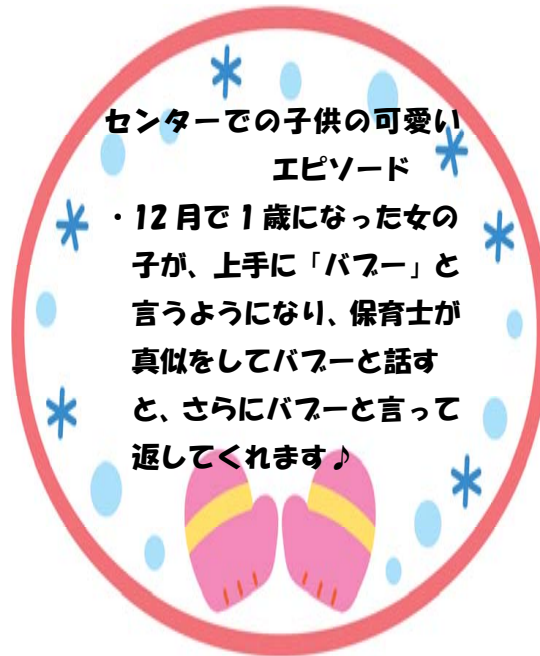 センターでの子供の可愛い
エピソード
・12月で1歳になった女の
子が、上手に「バブー」と
言うようになり、保育士が
真似をしてバブーと話す
と、さらにバブーと言って
返してくれます♪